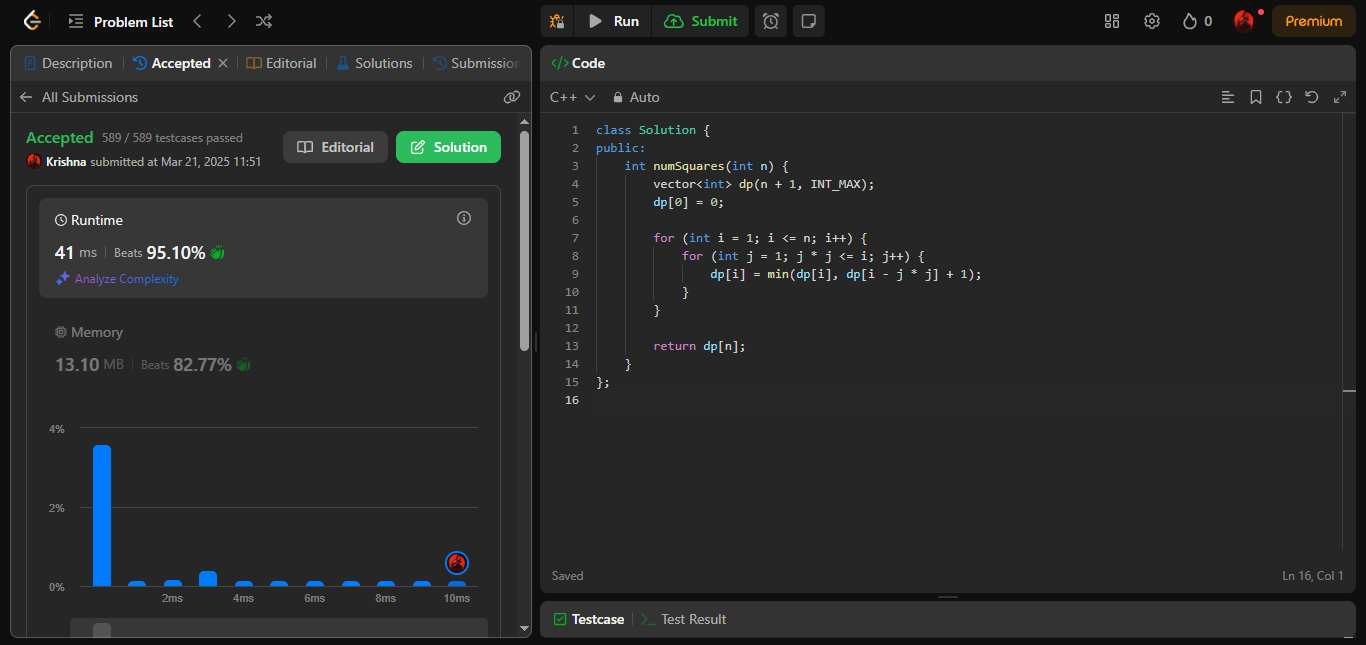 Problem List
Run
Submit
0
Premium
Description
Accepted
Editorial
Solutions
Submission
All Submissions
Accepted 589 / 589 testcases passed
Krishna submitted at Mar 21, 2025 11:51
Editorial
Solution
Runtime
41 ms Beats 95.10%
Analyze Complexity
Memory
13.10 MB Beats 82.77%
4%
2%
0%
2ms 4ms 6ms 8ms 10ms
</> Code
C++ Auto
1 class Solution {
2 public:
3 int numSquares(int n) {
4 vector<int> dp(n + 1, INT_MAX);
5 dp[0] = 0;
6
7 for (int i = 1; i <= n; i++) {
8 for (int j = 1; j * j <= i; j++) {
9 dp[i] = min(dp[i], dp[i - j * j] + 1);
10 }
11 }
12
13 return dp[n];
14 }
15 };
16
Saved
Ln 16, Col 1
Testcase
Test Result